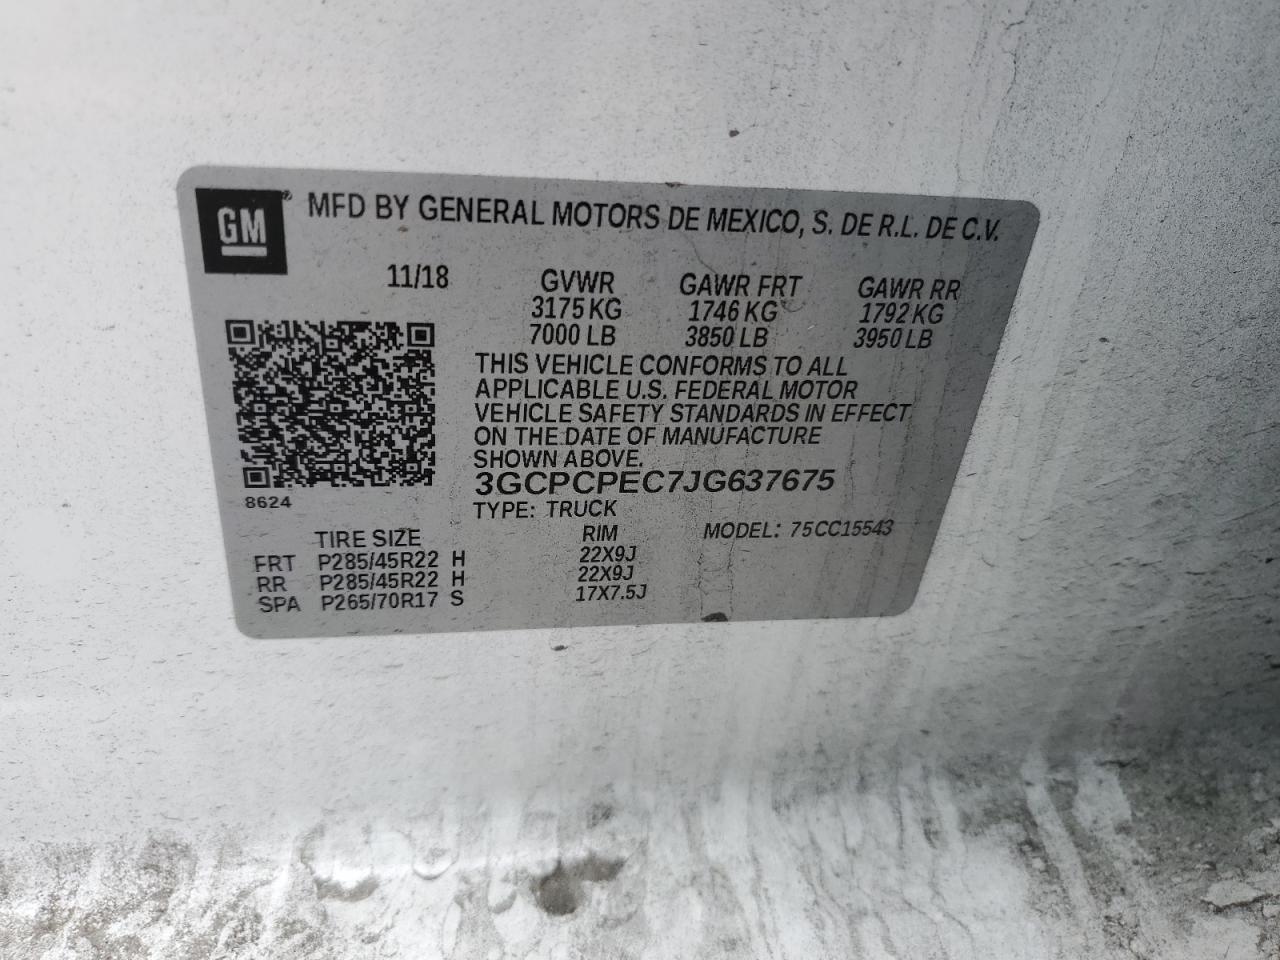 GM® MFD BY GENERAL MOTORS DE MEXICO, S. DE R.L. DE C.V.
11/18 GVWR GAWR FRT GAWR RR
3175 KG 1746 KG 1792 KG
7000 LB 3850 LB 3950 LB
THIS VEHICLE CONFORMS TO ALL
APPLICABLE U.S. FEDERAL MOTOR
VEHICLE SAFETY STANDARDS IN EFFECT
ON THE DATE OF MANUFACTURE
SHOWN ABOVE.
3GCPCPEC7JG637675
8624
TYPE: TRUCK
MODEL: 75CC15543
TIRE SIZE RIM
FRT P285/45R22 H 22X9J
RR P285/45R22 H 22X9J
SPA P265/70R17 S 17X7.5J